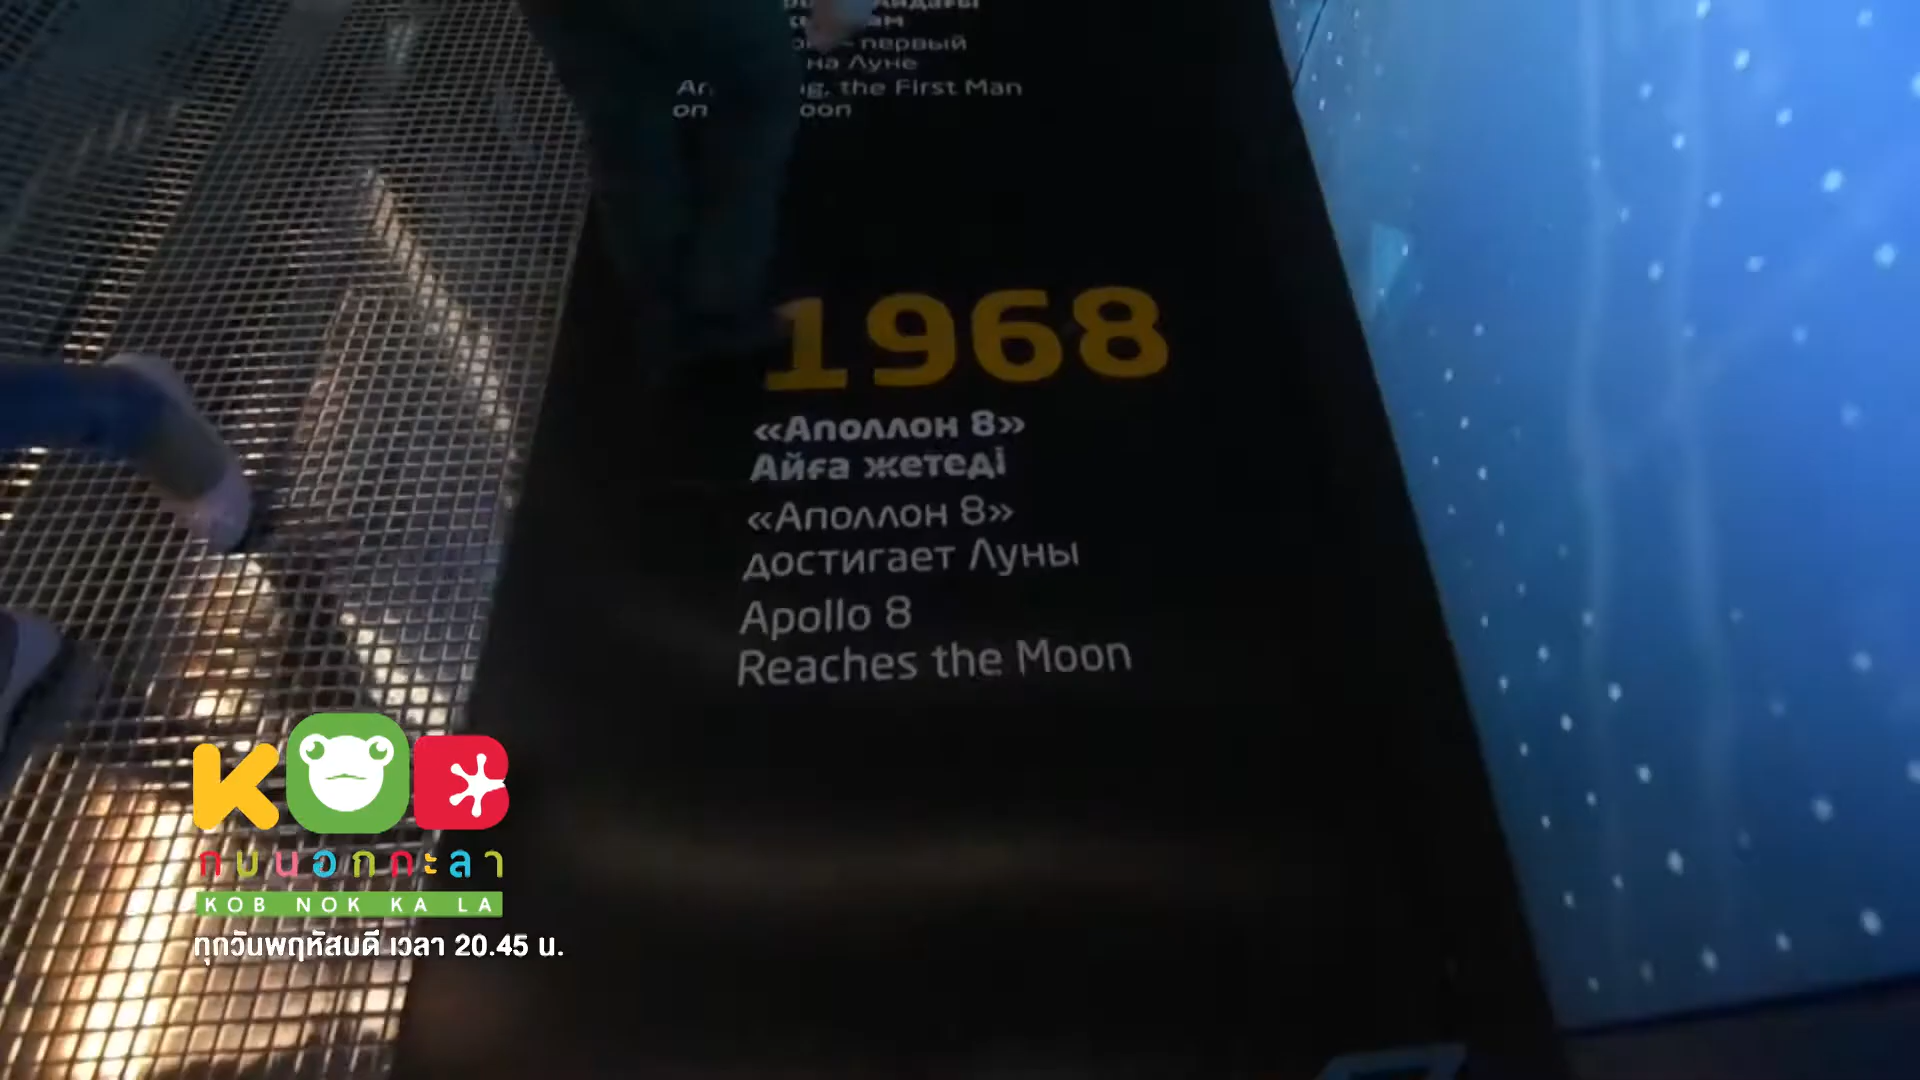 первый
на Луне
the First Man
on
1968
«Аполлон 8»
Айға жетеді
«Аполлон 8»
достигает Луны
Apollo 8
Reaches the Moon
KOB
กบนอกกะลา
KOB NOK KA LA
ทุกวันพฤหัสบดี เวลา 20.45 น.